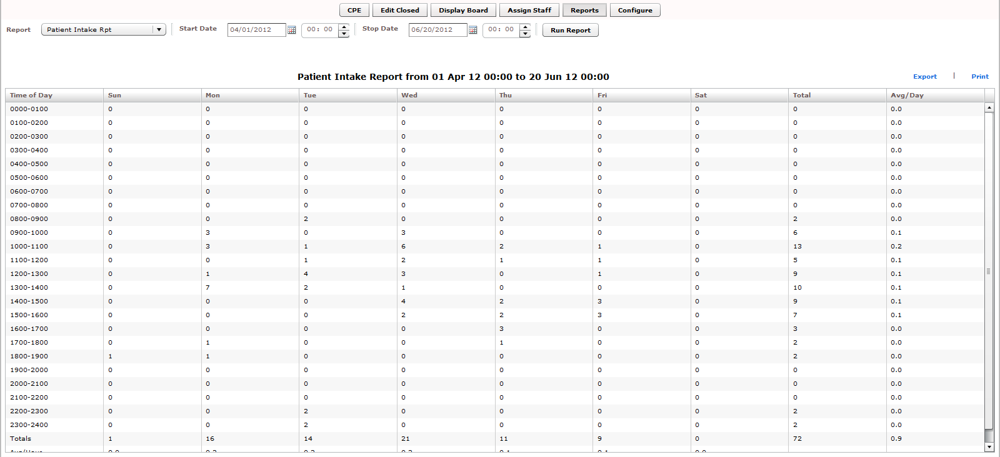 CPE Edit Closed Display Board Assign Staff Reports Configure
Report Patient Intake Rpt Start Date 04/01/2012 00: 00 Stop Date 06/20/2012 00: 00 Run Report
Patient Intake Report from 01 Apr 12 00:00 to 20 Jun 12 00:00 Export | Print
Time of Day Sun Mon Tue Wed Thu Fri Sat Total Avg/Day
0000-0100 0 0 0 0 0 0 0 0 0.0
0100-0200 0 0 0 0 0 0 0 0 0.0
0200-0300 0 0 0 0 0 0 0 0 0.0
0300-0400 0 0 0 0 0 0 0 0 0.0
0400-0500 0 0 0 0 0 0 0 0 0.0
0500-0600 0 0 0 0 0 0 0 0 0.0
0600-0700 0 0 0 0 0 0 0 0 0.0
0700-0800 0 0 0 0 0 0 0 0 0.0
0800-0900 0 0 2 0 0 0 0 2 0.0
0900-1000 0 3 0 3 0 0 0 6 0.1
1000-1100 0 3 1 6 2 1 0 13 0.2
1100-1200 0 0 1 2 1 1 0 5 0.1
1200-1300 0 1 4 3 0 1 0 9 0.1
1300-1400 0 7 2 1 0 0 0 10 0.1
1400-1500 0 0 0 4 2 3 0 9 0.1
1500-1600 0 0 0 2 2 3 0 7 0.1
1600-1700 0 0 0 0 3 0 0 3 0.0
1700-1800 0 1 0 0 1 0 0 2 0.0
1800-1900 1 1 0 0 0 0 0 2 0.0
1900-2000 0 0 0 0 0 0 0 0 0.0
2000-2100 0 0 0 0 0 0 0 0 0.0
2100-2200 0 0 0 0 0 0 0 0 0.0
2200-2300 0 0 2 0 0 0 0 2 0.0
2300-2400 0 0 2 0 0 0 0 2 0.0
Totals 1 16 14 21 11 9 0 72 0.9